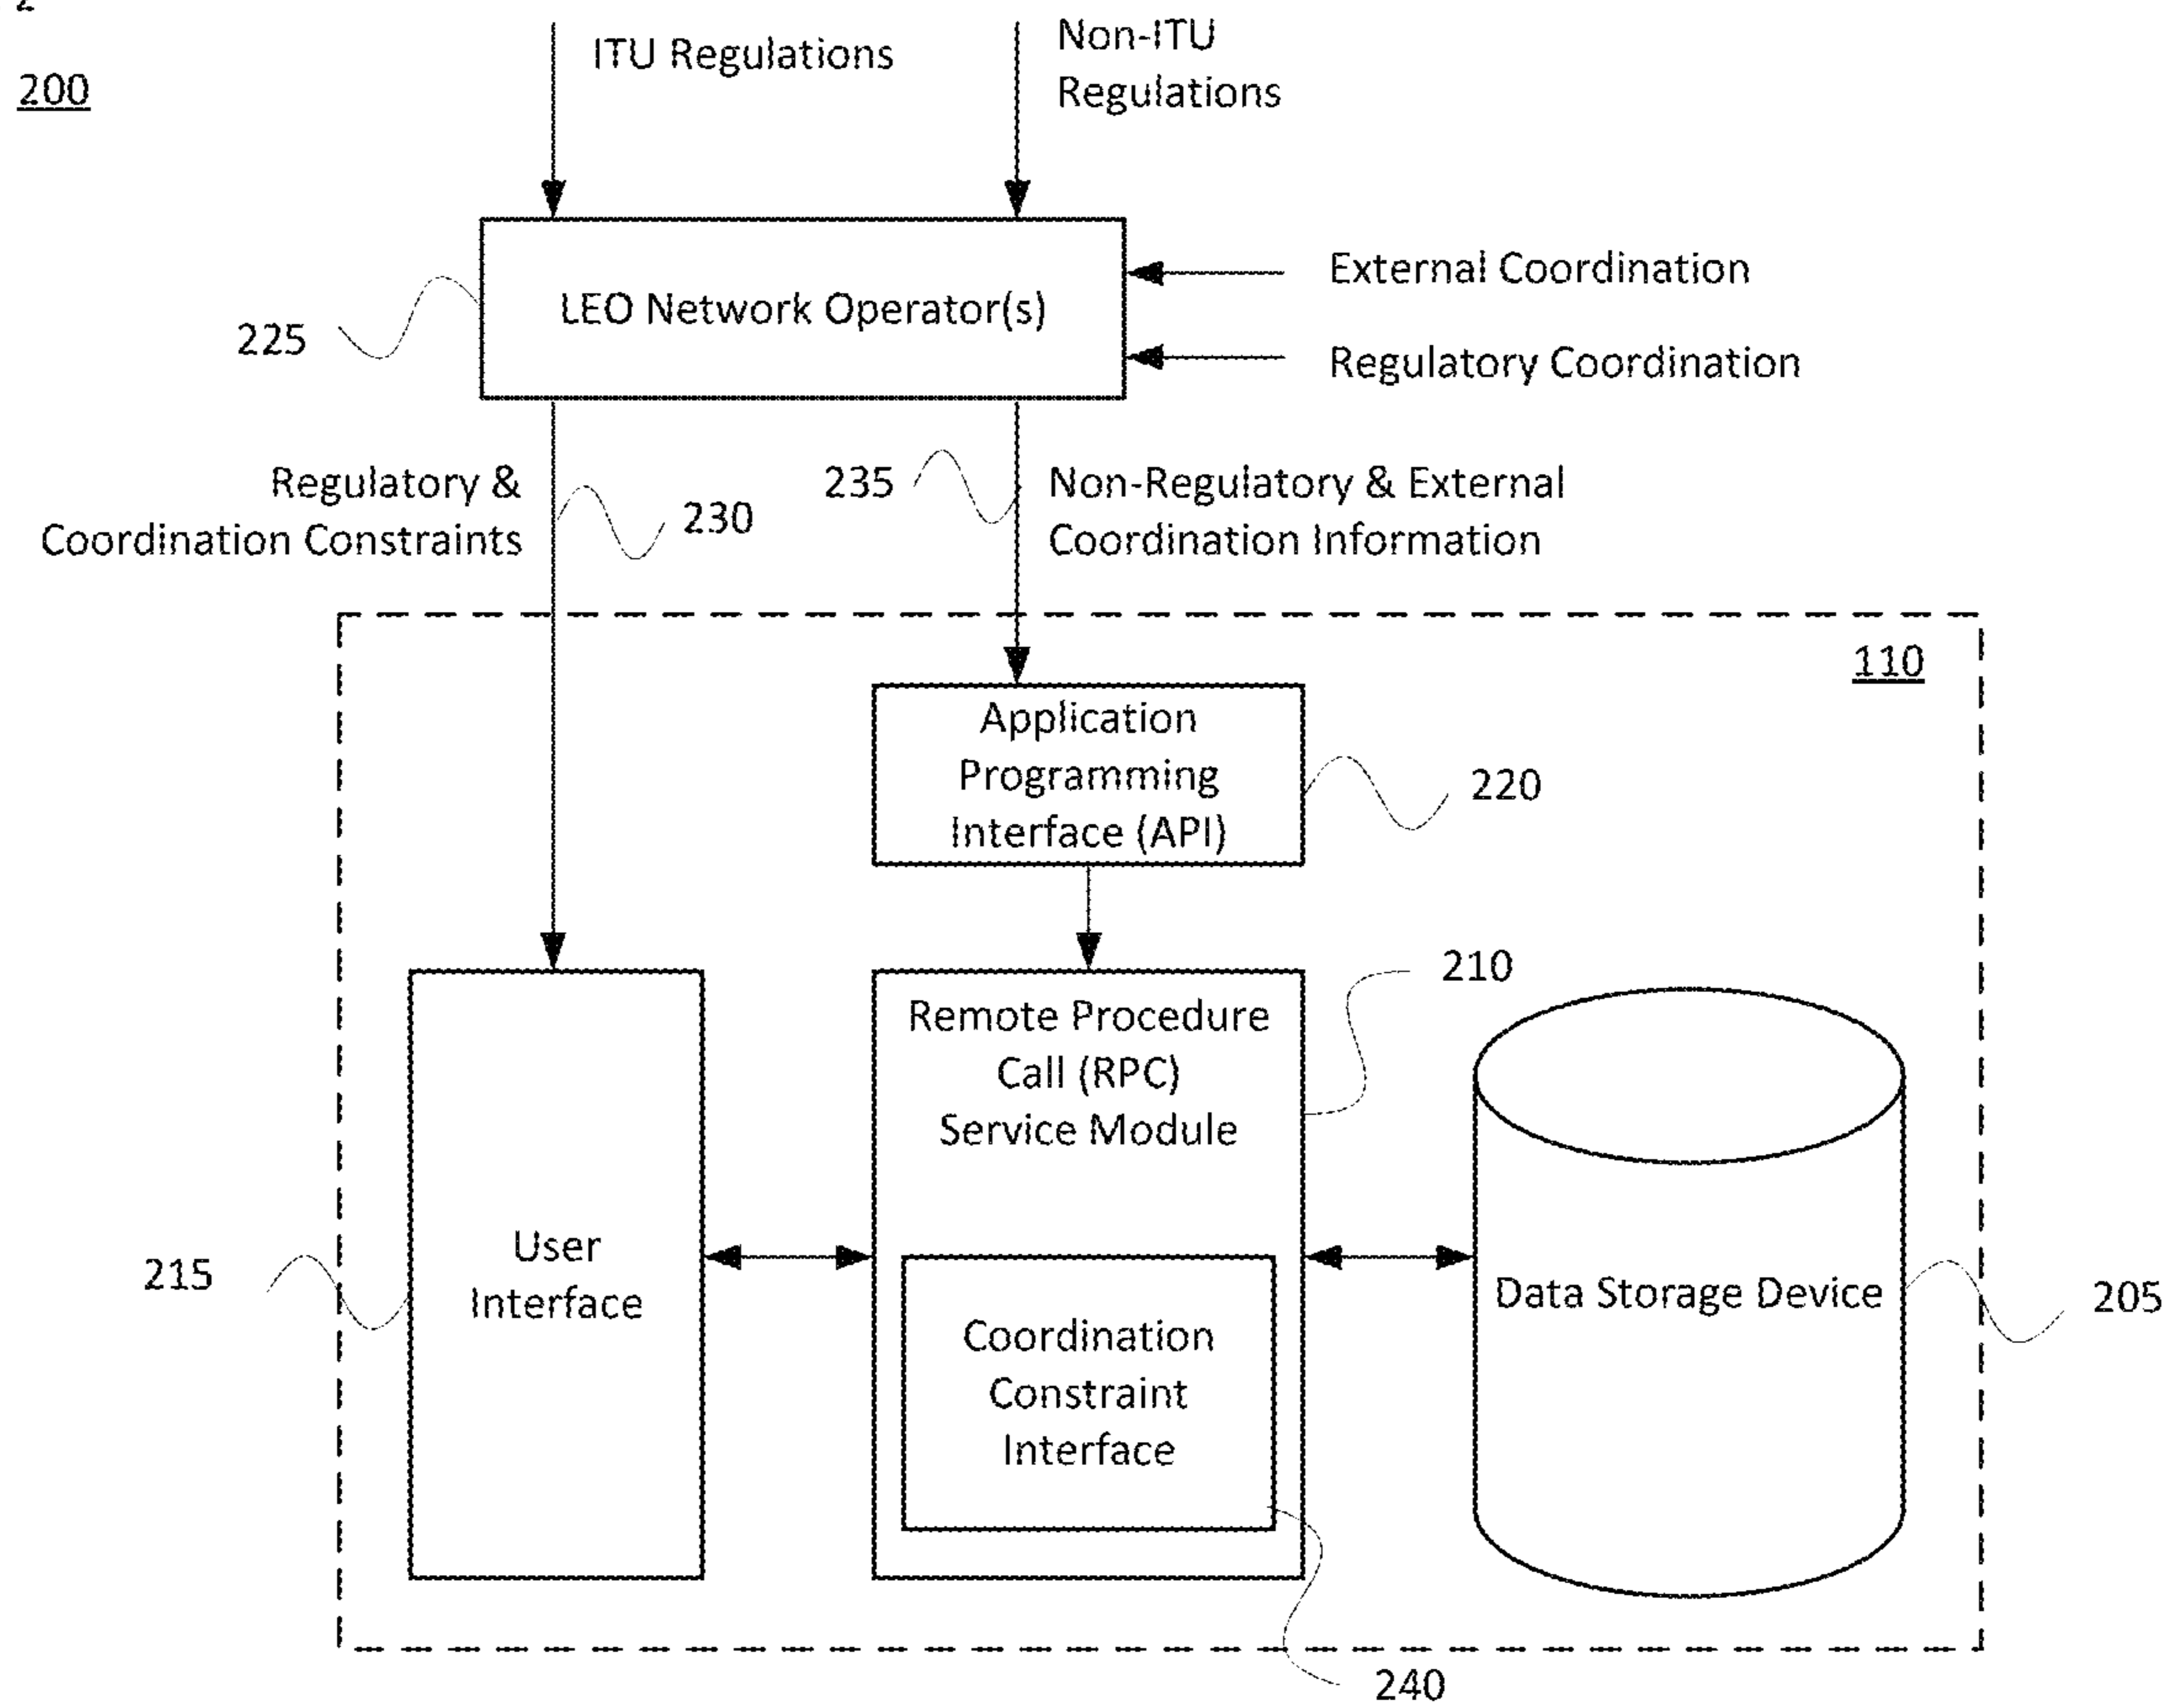 200
ITU Regulations
Non-ITU
Regulations
LEO Network Operator(s)
225
External Coordination
Regulatory Coordination
Regulatory &
Coordination Constraints
230
235
Non-Regulatory & External
Coordination Information
110
Application
Programming
Interface (API)
220
Remote Procedure
Call (RPC)
Service Module
210
User
Interface
215
Coordination
Constraint
Interface
240
Data Storage Device
205